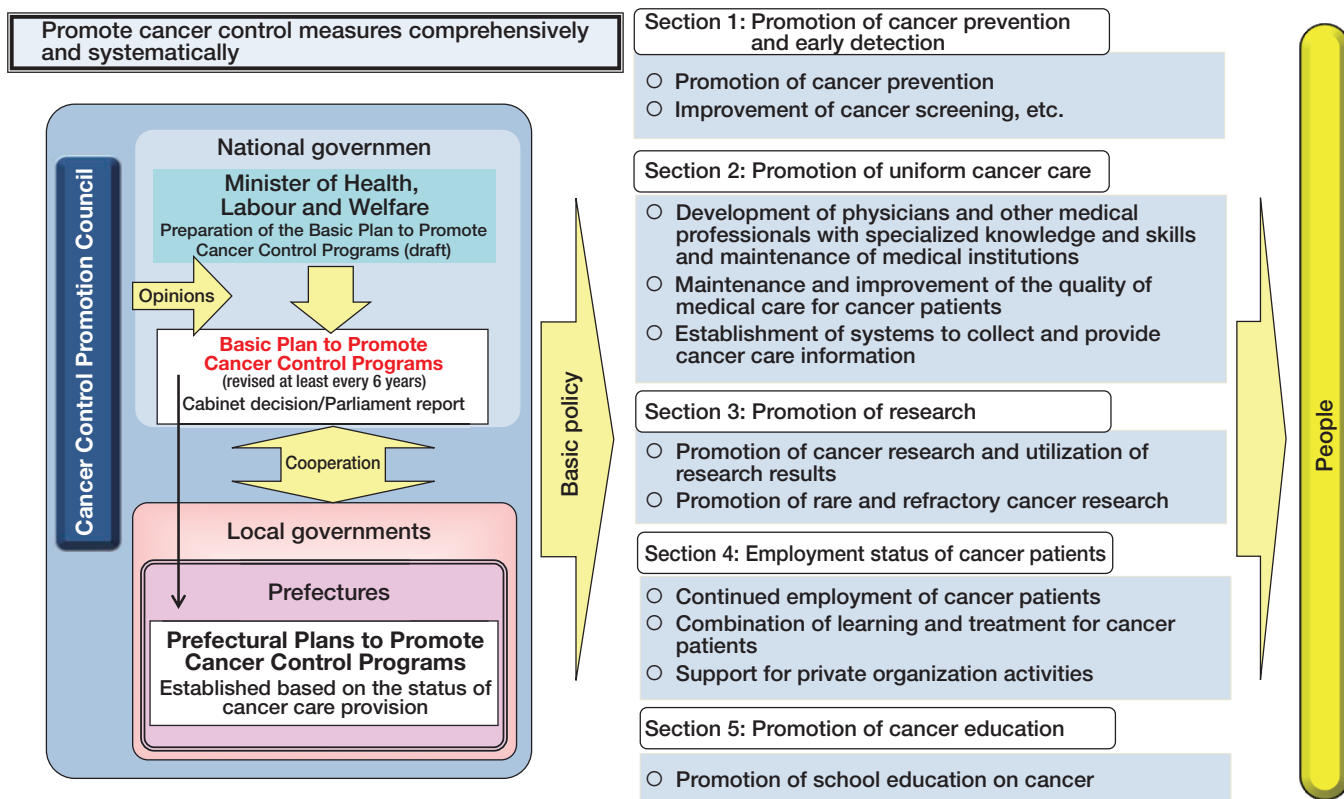 Promote cancer control measures comprehensively
and systematically
Cancer Control Promotion Council
National governmen
Minister of Health,
Labour and Welfare
Preparation of the Basic Plan to Promote
Cancer Control Programs (draft)
Opinions
Basic Plan to Promote
Cancer Control Programs
(revised at least every 6 years)
Cabinet decision/Parliament report
Cooperation
Local governments
Prefectures
Prefectural Plans to Promote
Cancer Control Programs
Established based on the status of
cancer care provision
Basic policy
Section 1: Promotion of cancer prevention
and early detection
○ Promotion of cancer prevention
○ Improvement of cancer screening, etc.
Section 2: Promotion of uniform cancer care
○ Development of physicians and other medical
professionals with specialized knowledge and skills
and maintenance of medical institutions
○ Maintenance and improvement of the quality of
medical care for cancer patients
○ Establishment of systems to collect and provide
cancer care information
Section 3: Promotion of research
○ Promotion of cancer research and utilization of
research results
○ Promotion of rare and refractory cancer research
Section 4: Employment status of cancer patients
○ Continued employment of cancer patients
○ Combination of learning and treatment for cancer
patients
○ Support for private organization activities
Section 5: Promotion of cancer education
○ Promotion of school education on cancer
People